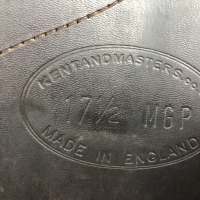 KENTANDMASTERS.co.
17½ MGP
MADE IN ENGLAND